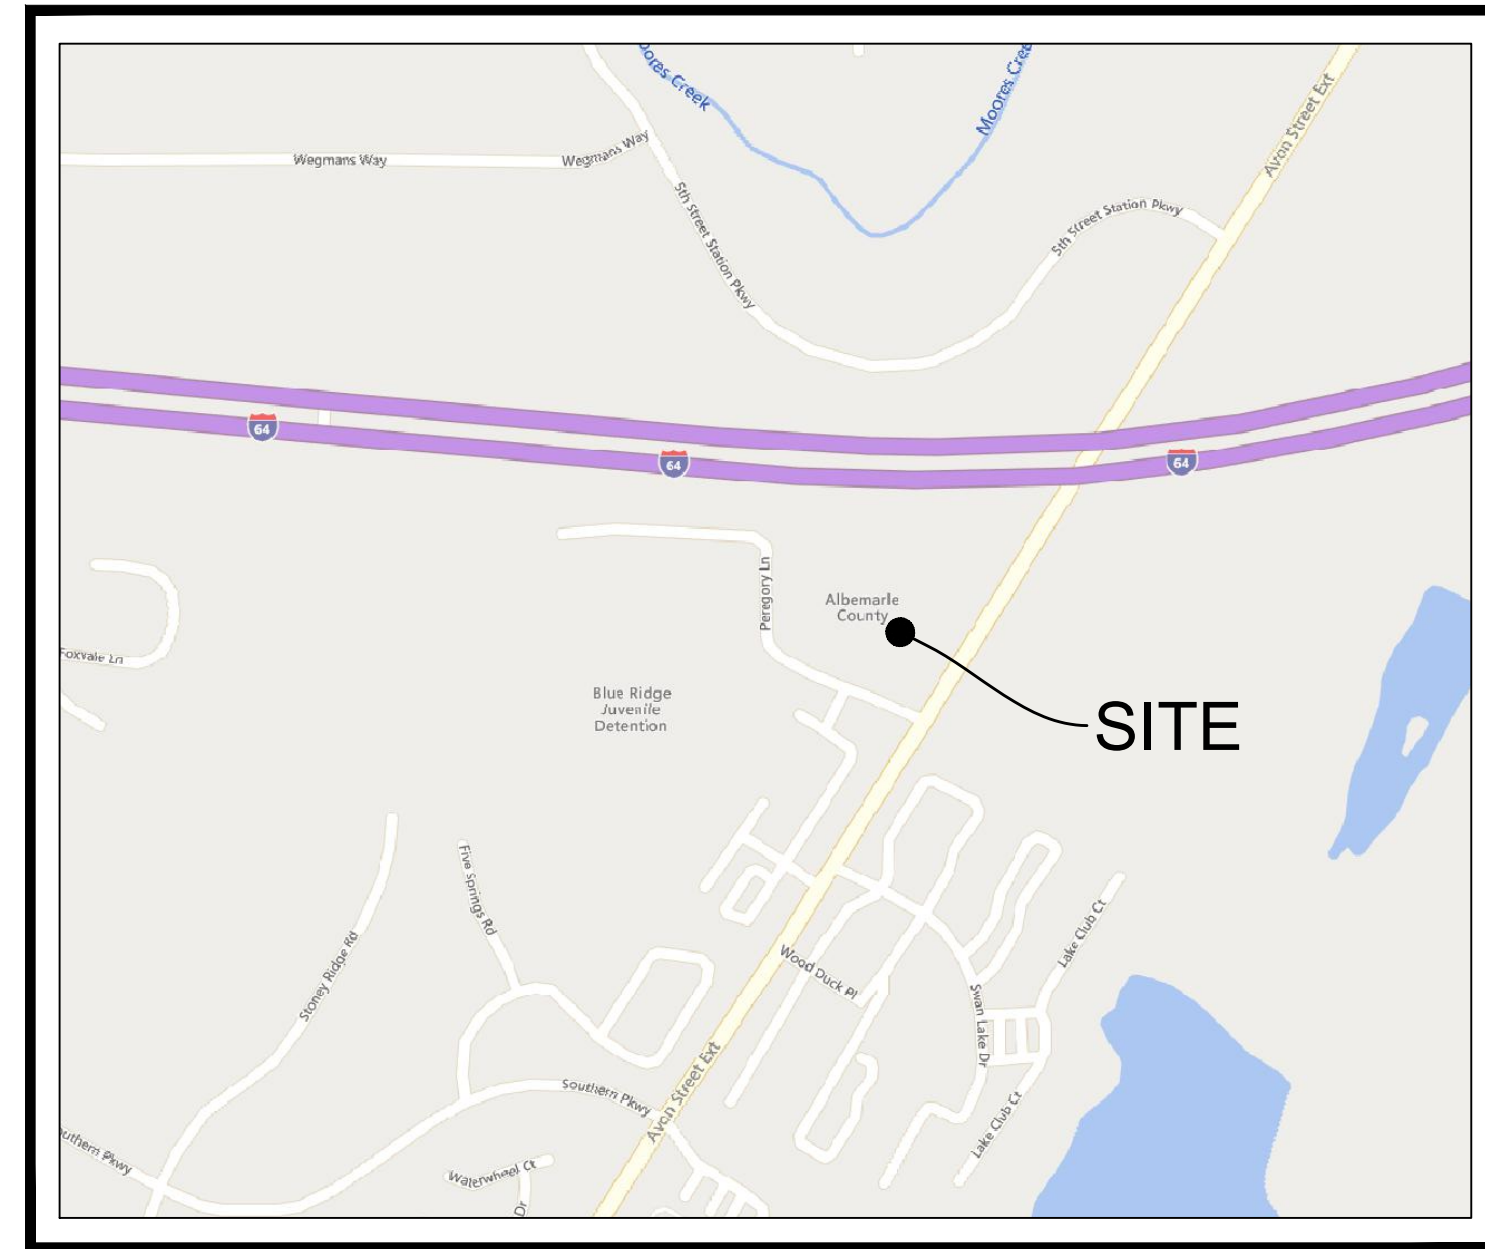 ores Creek
Moores Cree
Avon Street Ext
Wegmans Way
Wegmans Way
5th Street Station Pkwy
5th Street Station Pkwy
64
64
64
Peregory Ln
Albemarle
County
Foxvale Ln
Blue Ridge
Juvenile
Detention
SITE
Five Springs Rd
Stoney Ridge Rd
Lake Club Ct
Wood Duck Pl
Swan Lake Dr
Avon Street Ext
Southern Pkwy
Lake Club Ct
uthern Pkwy
Waterwheel Ct
Dr